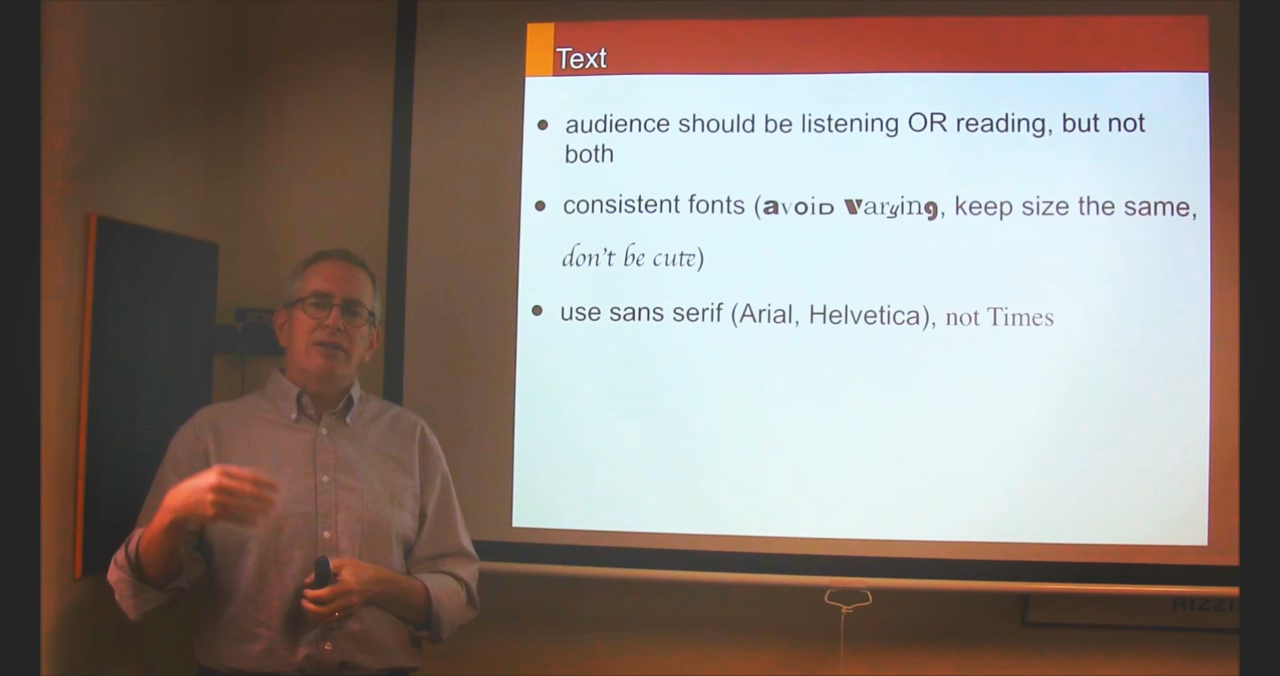 Text
audience should be listening OR reading, but not
both
consistent fonts (avoiD Varying, keep size the same,
don't be cute)
use sans serif (Arial, Helvetica), not Times